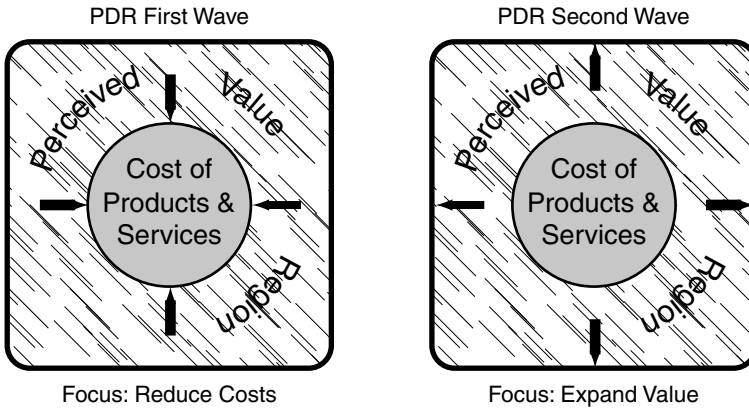 PDR First Wave
Perceived Value Region
Cost of
Products &
Services
Focus: Reduce Costs
PDR Second Wave
Perceived Value Region
Cost of
Products &
Services
Focus: Expand Value